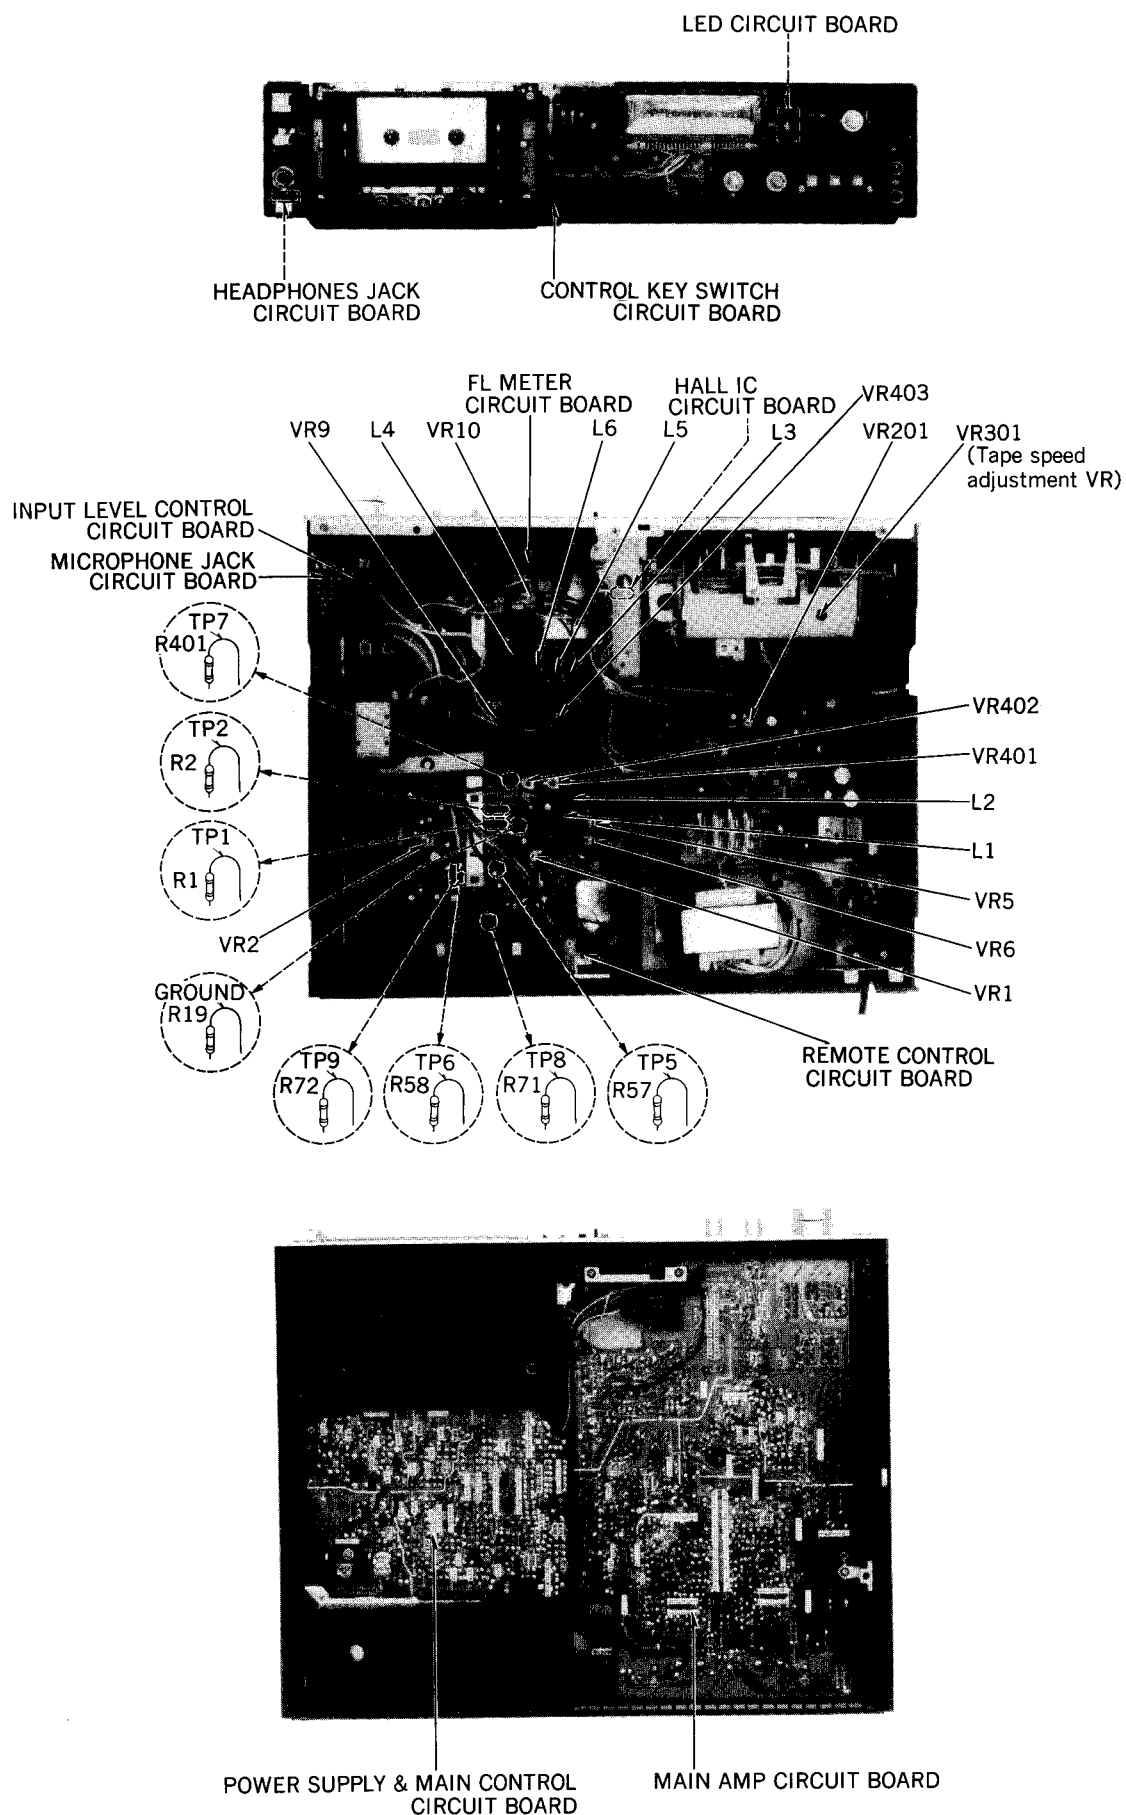 LED CIRCUIT BOARD
HEADPHONES JACK
CIRCUIT BOARD
CONTROL KEY SWITCH
CIRCUIT BOARD
FL METER
CIRCUIT BOARD
HALL IC
CIRCUIT BOARD
VR403
VR9
L4
VR10
L6
L5
L3
VR201
VR301
(Tape speed
adjustment VR)
INPUT LEVEL CONTROL
CIRCUIT BOARD
MICROPHONE JACK
CIRCUIT BOARD
TP7
R401
VR402
TP2
R2
VR401
L2
TP1
R1
L1
VR5
VR2
VR6
GROUND
R19
VR1
REMOTE CONTROL
CIRCUIT BOARD
TP9
R72
TP6
R58
TP8
R71
TP5
R57
POWER SUPPLY & MAIN CONTROL
CIRCUIT BOARD
MAIN AMP CIRCUIT BOARD